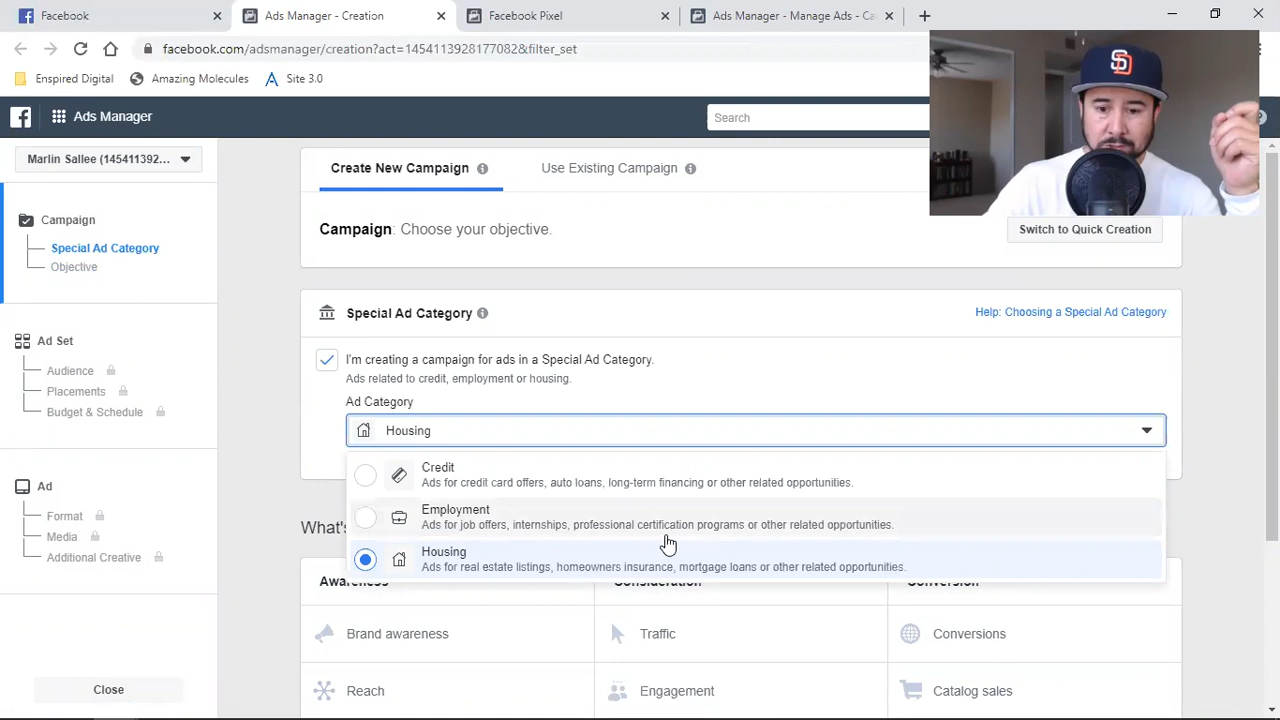 Facebook
Ads Manager - Creation
Facebook Pixel
Ads Manager - Manage Ads - Ca
facebook.com/adsmanager/creation?act=1454113928177082&filter_set
Enspired Digital
Amazing Molecules
Site 3.0
Ads Manager
Search
Marlin Sallee (145411392...
Create New Campaign
Use Existing Campaign
Campaign: Choose your objective.
Switch to Quick Creation
Campaign
Special Ad Category
Objective
Ad Set
Audience
Placements
Budget & Schedule
Ad
Format
Media
Additional Creative
Close
Special Ad Category
Help: Choosing a Special Ad Category
I'm creating a campaign for ads in a Special Ad Category.
Ads related to credit, employment or housing.
Ad Category
Housing
Credit
Ads for credit card offers, auto loans, long-term financing or other related opportunities.
Employment
Ads for job offers, internships, professional certification programs or other related opportunities.
Housing
Ads for real estate listings, homeowners insurance, mortgage loans or other related opportunities.
What's
Awareness
Consideration
Conversion
Brand awareness
Traffic
Conversions
Reach
Engagement
Catalog sales
SD